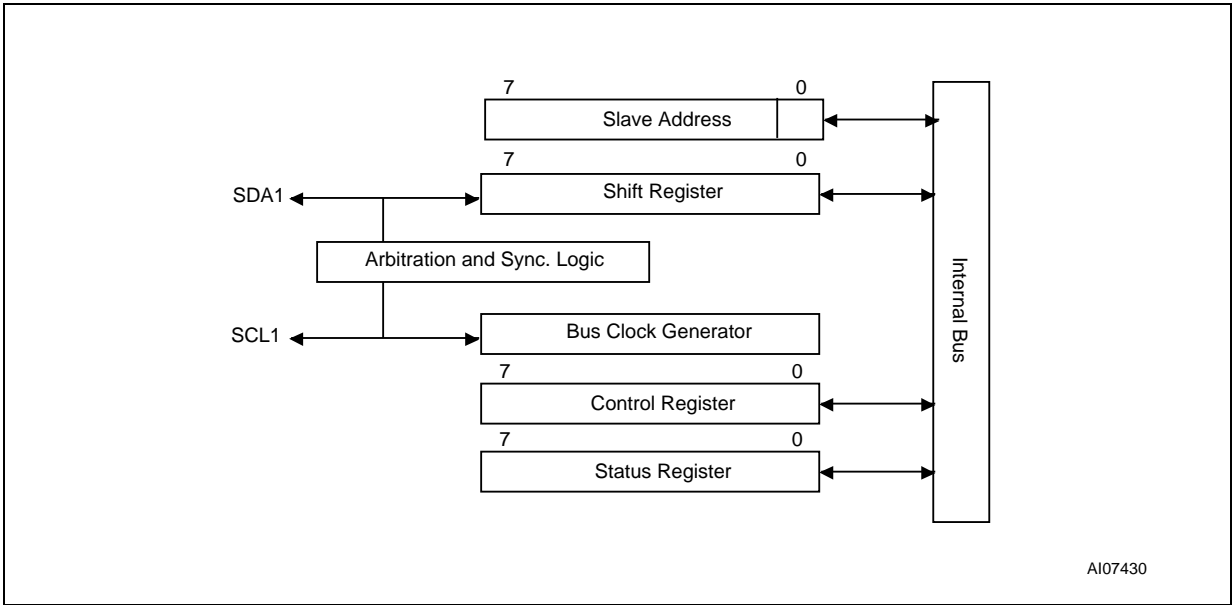 7 0
Slave Address
7 0
SDA1
Shift Register
Arbitration and Sync. Logic
SCL1
Bus Clock Generator
7 0
Control Register
7 0
Status Register
Internal Bus
AI07430